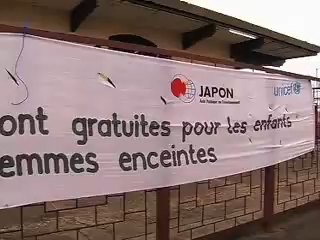 JAPON
unicef
ont gratuites pour les enfants
emmes enceintes